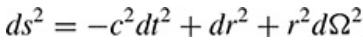 ds² = −c²dt² + dr² + r²dΩ²